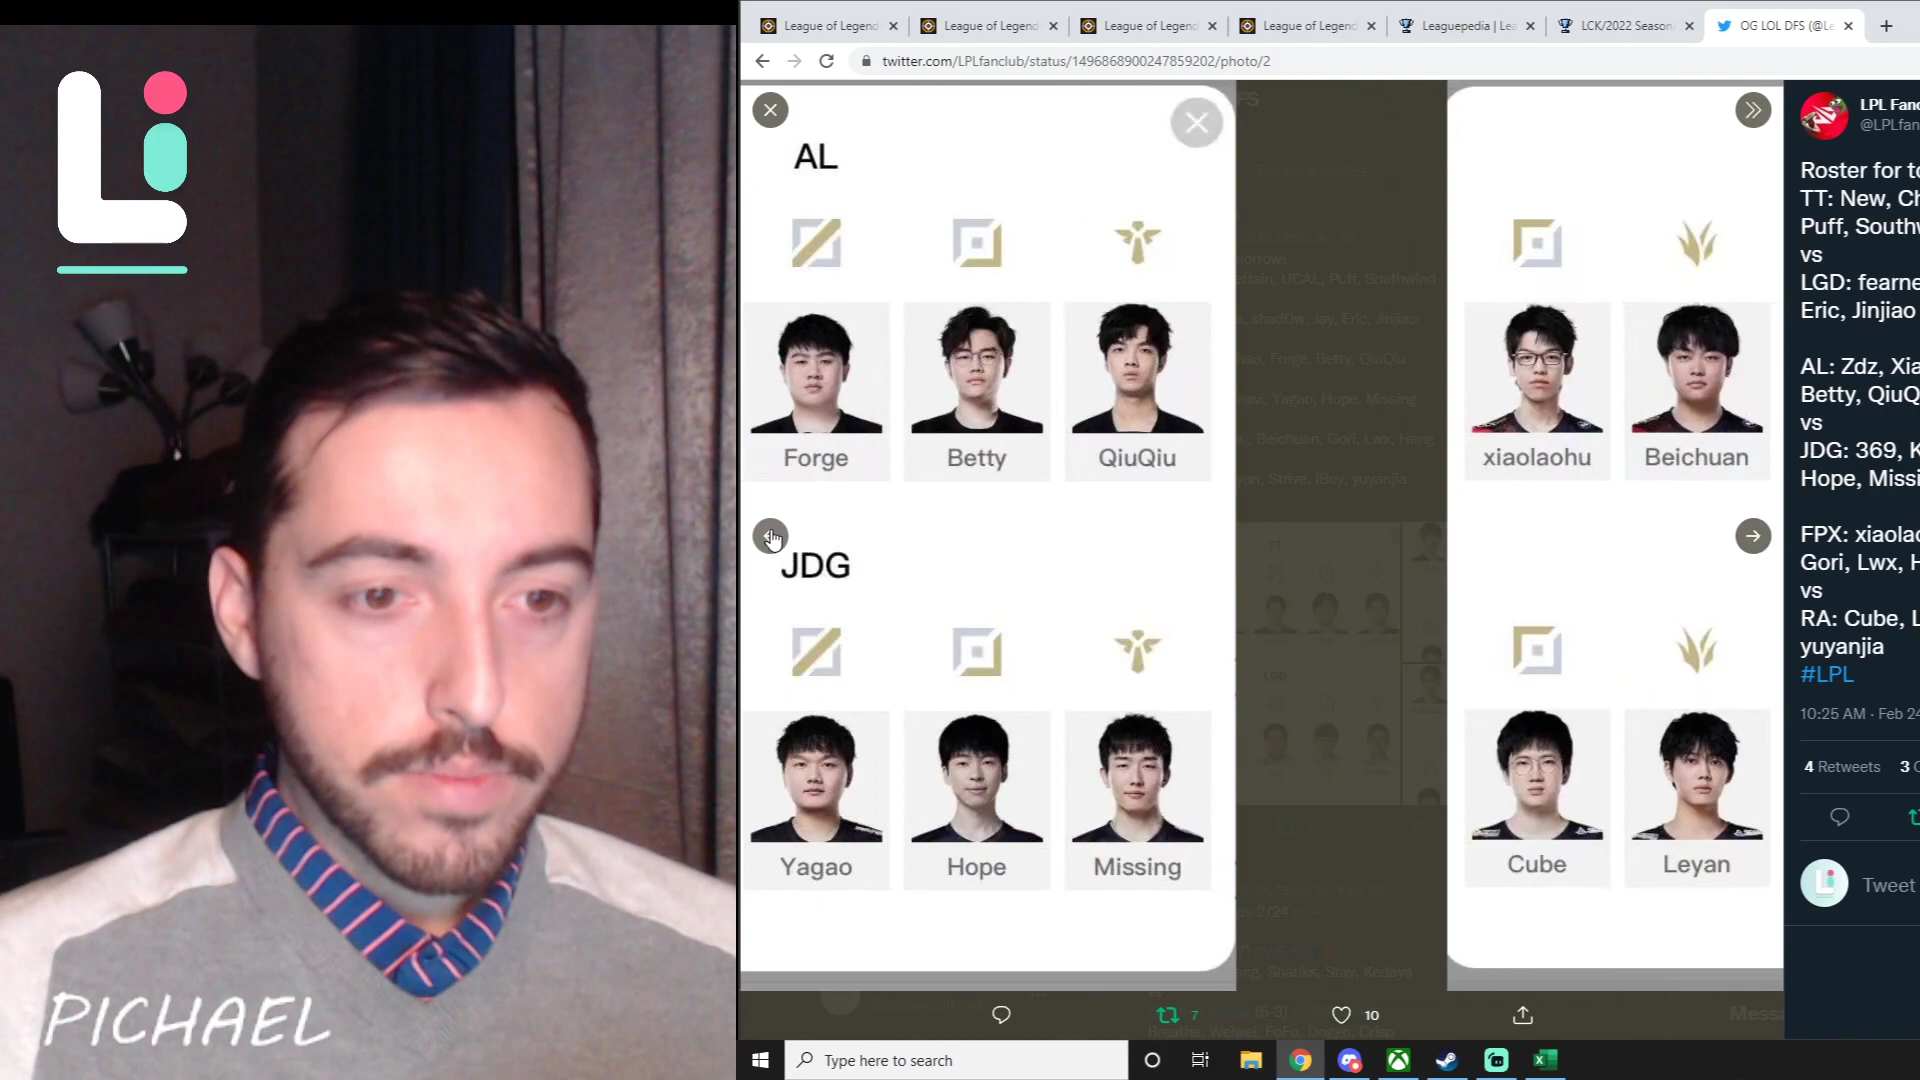 League of Legend
League of Legend
League of Legend
League of Legend
Leaguepedia | Lea
LCK/2022 Season
OG LOL DFS (@Le
twitter.com/LPLfanclub/status/1496868900247859202/photo/2
AL
Forge
Betty
QiuQiu
JDG
Yagao
Hope
Missing
xiaolaohu
Beichuan
Cube
Leyan
LPL Fanc
@LPLfan
Roster for to
TT: New, Ch
Puff, Southw
vs
LGD: fearne
Eric, Jinjiao
AL: Zdz, Xia
Betty, QiuQ
vs
JDG: 369, K
Hope, Missi
FPX: xiaolao
Gori, Lwx, H
vs
RA: Cube, L
yuyanjia
#LPL
10:25 AM · Feb 24
4 Retweets 3
Tweet
7
10
Type here to search
PICHAEL